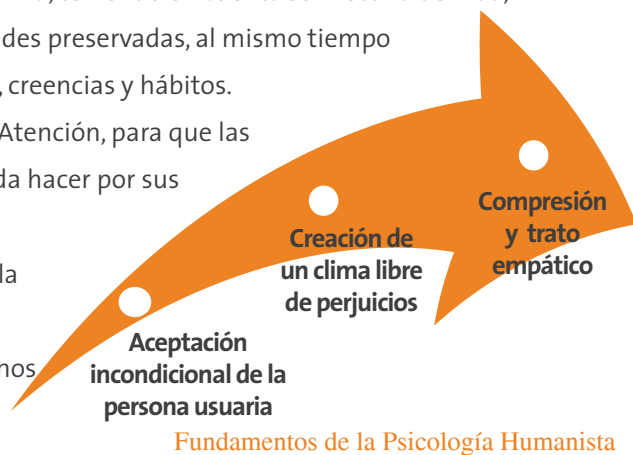 des preservadas, al mismo tiempo
, creencias y hábitos.
Atención, para que las
da hacer por sus
la
hos
Compresión
y trato
empático
Creación de
un clima libre
de perjuicios
Aceptación
incondicional de la
persona usuaria
Fundamentos de la Psicología Humanista